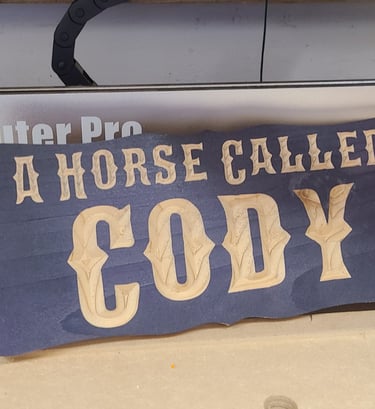 uter Pro
A HORSE CALLED
CODY